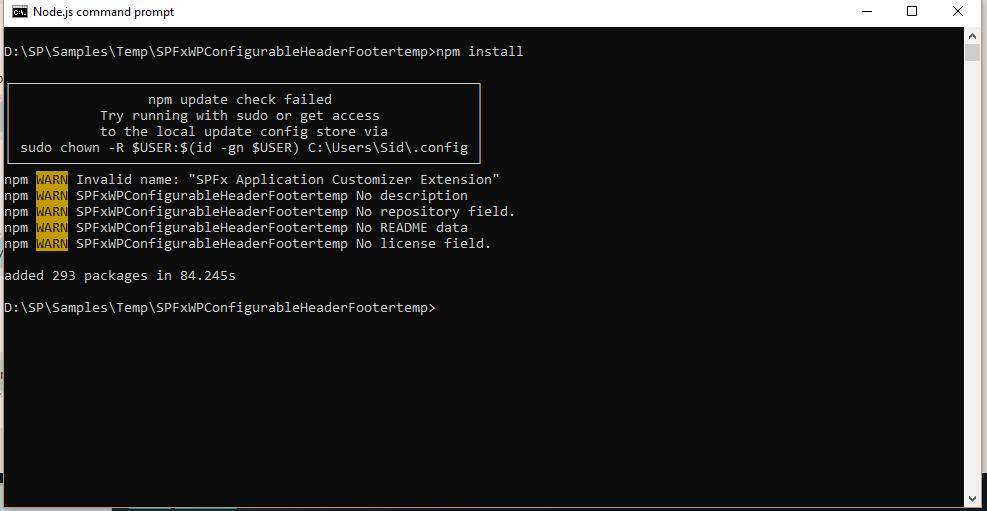 Node.js command prompt
D:\SP\Samples\Temp\SPFxWPConfigurableHeaderFootertemp>npm install
npm update check failed
Try running with sudo or get access
to the local update config store via
sudo chown -R $USER:$(id -gn $USER) C:\Users\Sid\.config
npm WARN Invalid name: "SPFx Application Customizer Extension"
npm WARN SPFxWPConfigurableHeaderFootertemp No description
npm WARN SPFxWPConfigurableHeaderFootertemp No repository field.
npm WARN SPFxWPConfigurableHeaderFootertemp No README data
npm WARN SPFxWPConfigurableHeaderFootertemp No license field.
added 293 packages in 84.245s
D:\SP\Samples\Temp\SPFxWPConfigurableHeaderFootertemp>